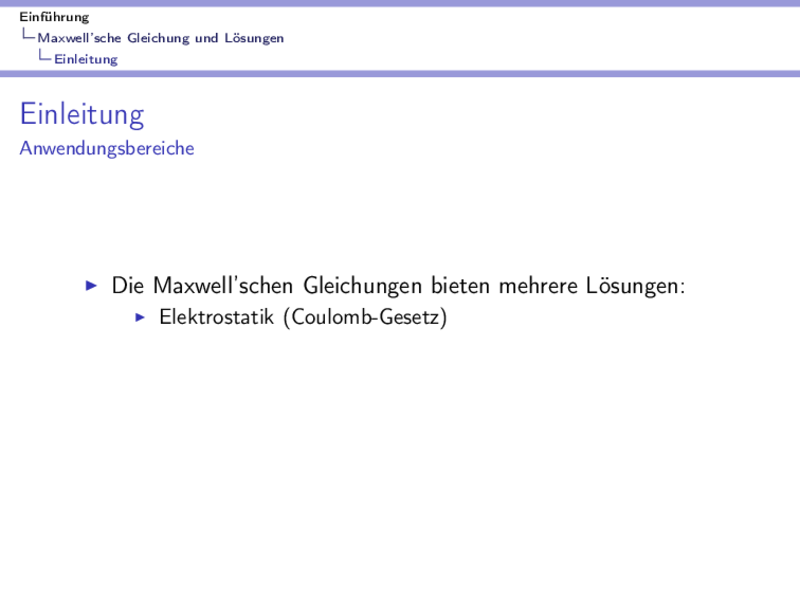 Einführung
Maxwell'sche Gleichung und Lösungen
Einleitung
Einleitung
Anwendungsbereiche
Die Maxwell'schen Gleichungen bieten mehrere Lösungen:
Elektrostatik (Coulomb-Gesetz)